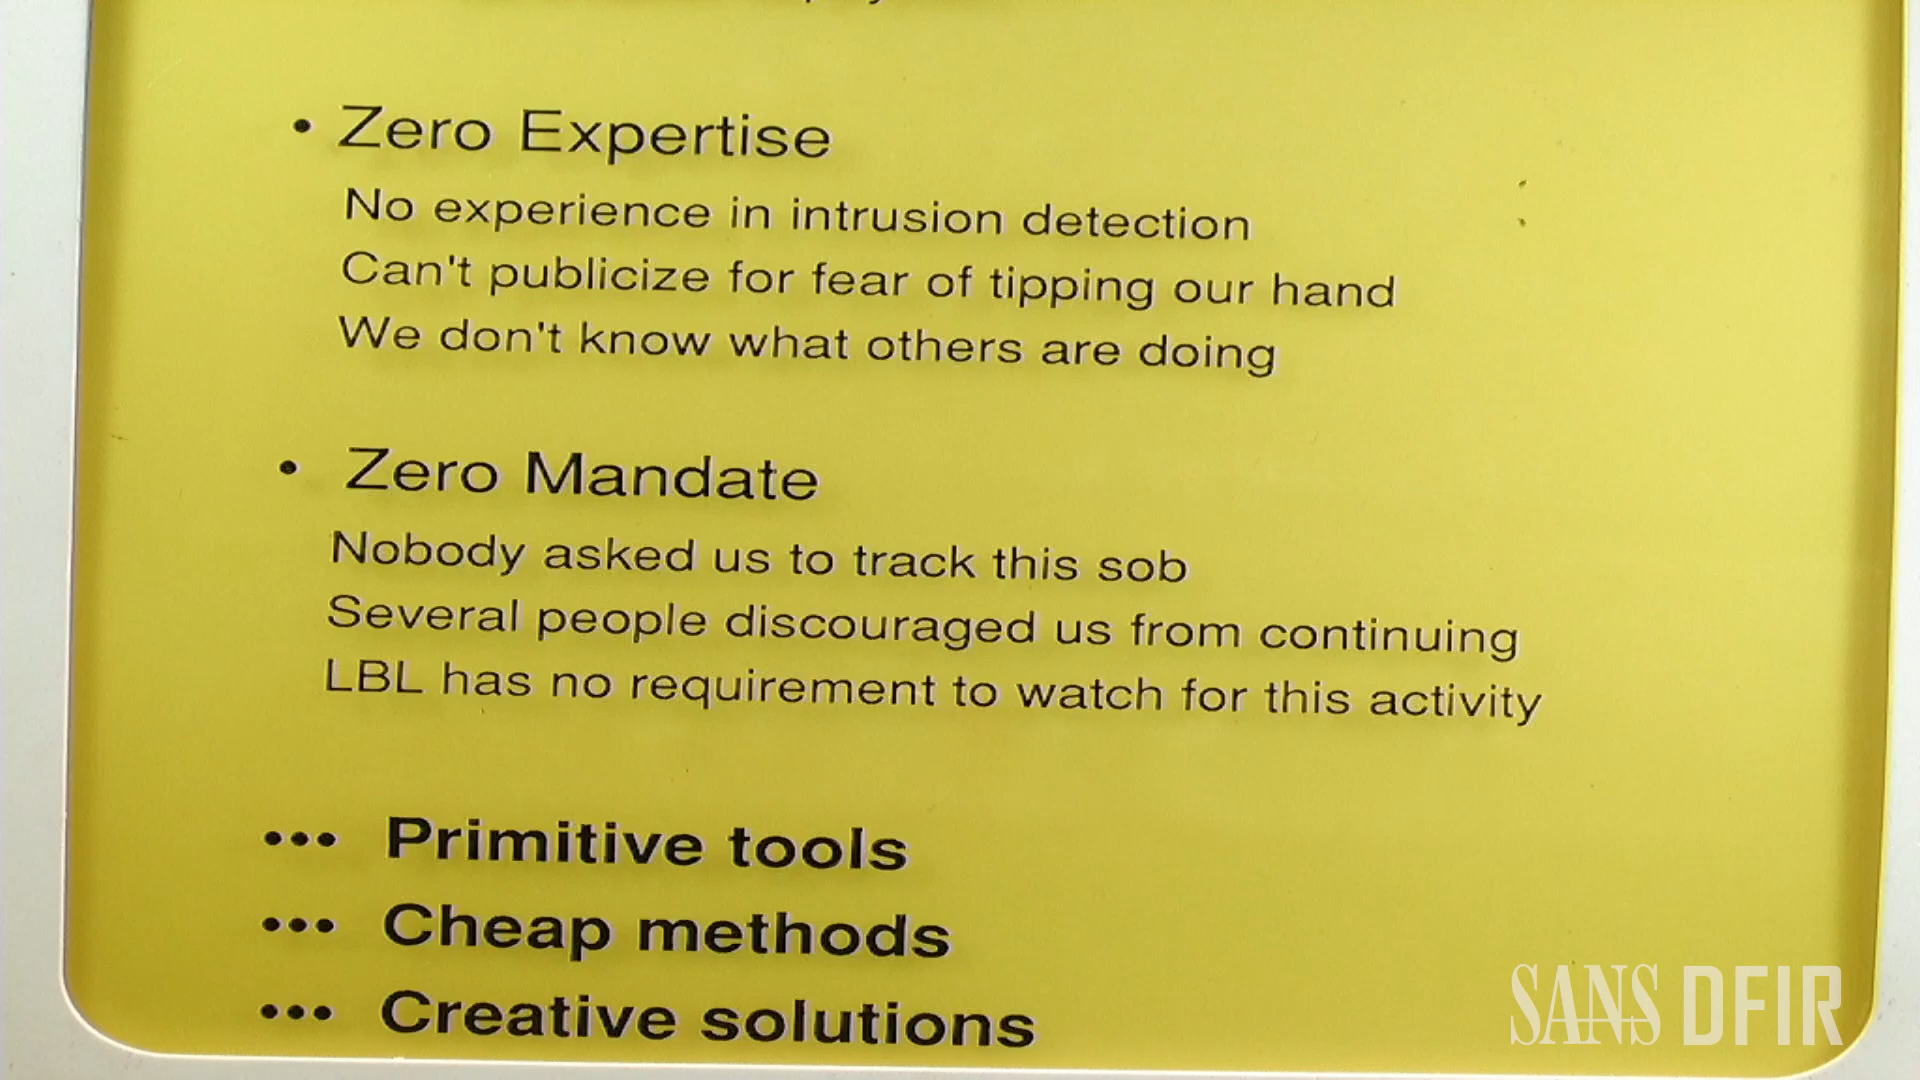 • Zero Expertise
No experience in intrusion detection
Can't publicize for fear of tipping our hand
We don't know what others are doing
• Zero Mandate
Nobody asked us to track this sob
Several people discouraged us from continuing
LBL has no requirement to watch for this activity
••• Primitive tools
••• Cheap methods
••• Creative solutions
SANS DFIR